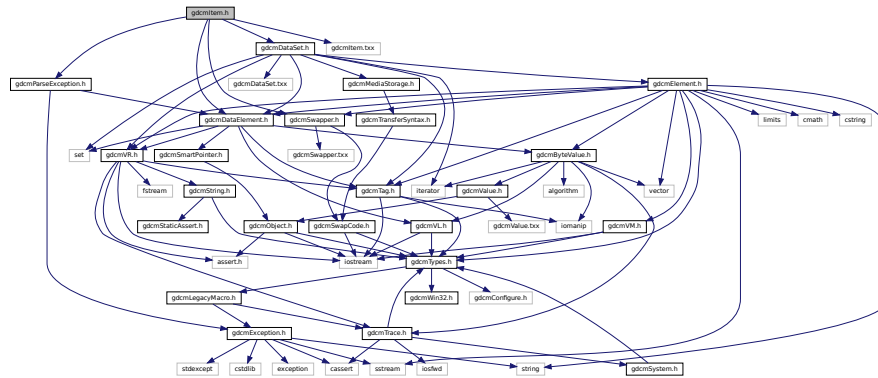 gdcmItem.h
gdcmDataSet.h
gdcmItem.txx
gdcmParseException.h
gdcmDataSet.txx
gdcmMediaStorage.h
gdcmElement.h
gdcmDataElement.h
gdcmSwapper.h
gdcmTransferSyntax.h
limits
cmath
cstring
set
gdcmVR.h
gdcmSmartPointer.h
gdcmSwapper.txx
gdcmByteValue.h
fstream
gdcmString.h
gdcmTag.h
iterator
gdcmValue.h
algorithm
vector
gdcmStaticAssert.h
gdcmObject.h
gdcmSwapCode.h
gdcmVL.h
gdcmValue.txx
iomanip
gdcmVM.h
assert.h
iostream
gdcmTypes.h
gdcmLegacyMacro.h
gdcmWin32.h
gdcmConfigure.h
gdcmException.h
gdcmTrace.h
stdexcept
cstdlib
exception
cassert
sstream
iosfwd
string
gdcmSystem.h